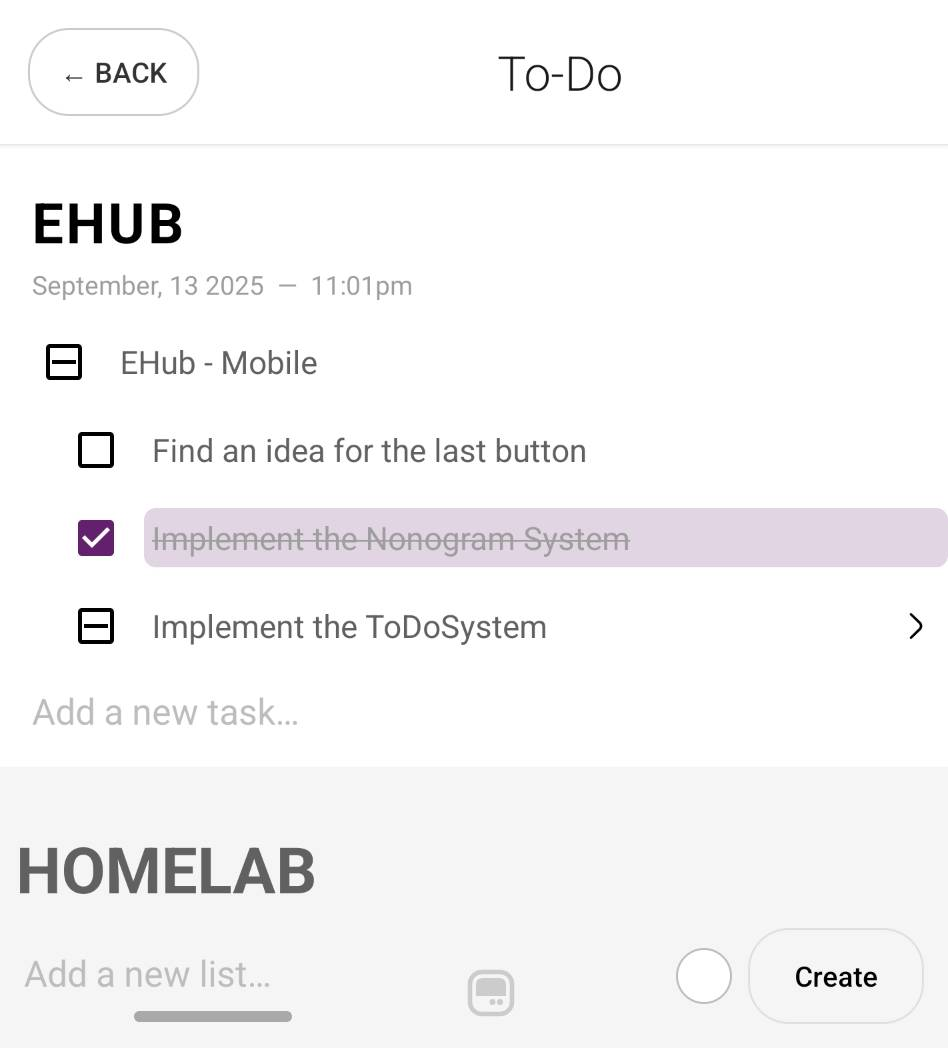 ← BACK
To-Do
EHUB
September, 13 2025 — 11:01pm
EHub - Mobile
Find an idea for the last button
Implement the Nonogram System
Implement the ToDoSystem
Add a new task...
HOMELAB
Add a new list...
Create